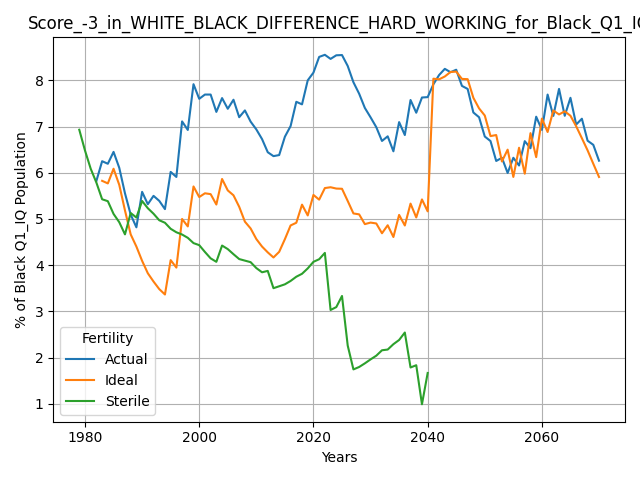 Score_-3_in_WHITE_BLACK_DIFFERENCE_HARD_WORKING_for_Black_Q1_IQ
8
7
6
5
4
3
2
1
% of Black Q1_IQ Population
Fertility
Actual
Ideal
Sterile
1980
2000
2020
2040
2060
Years